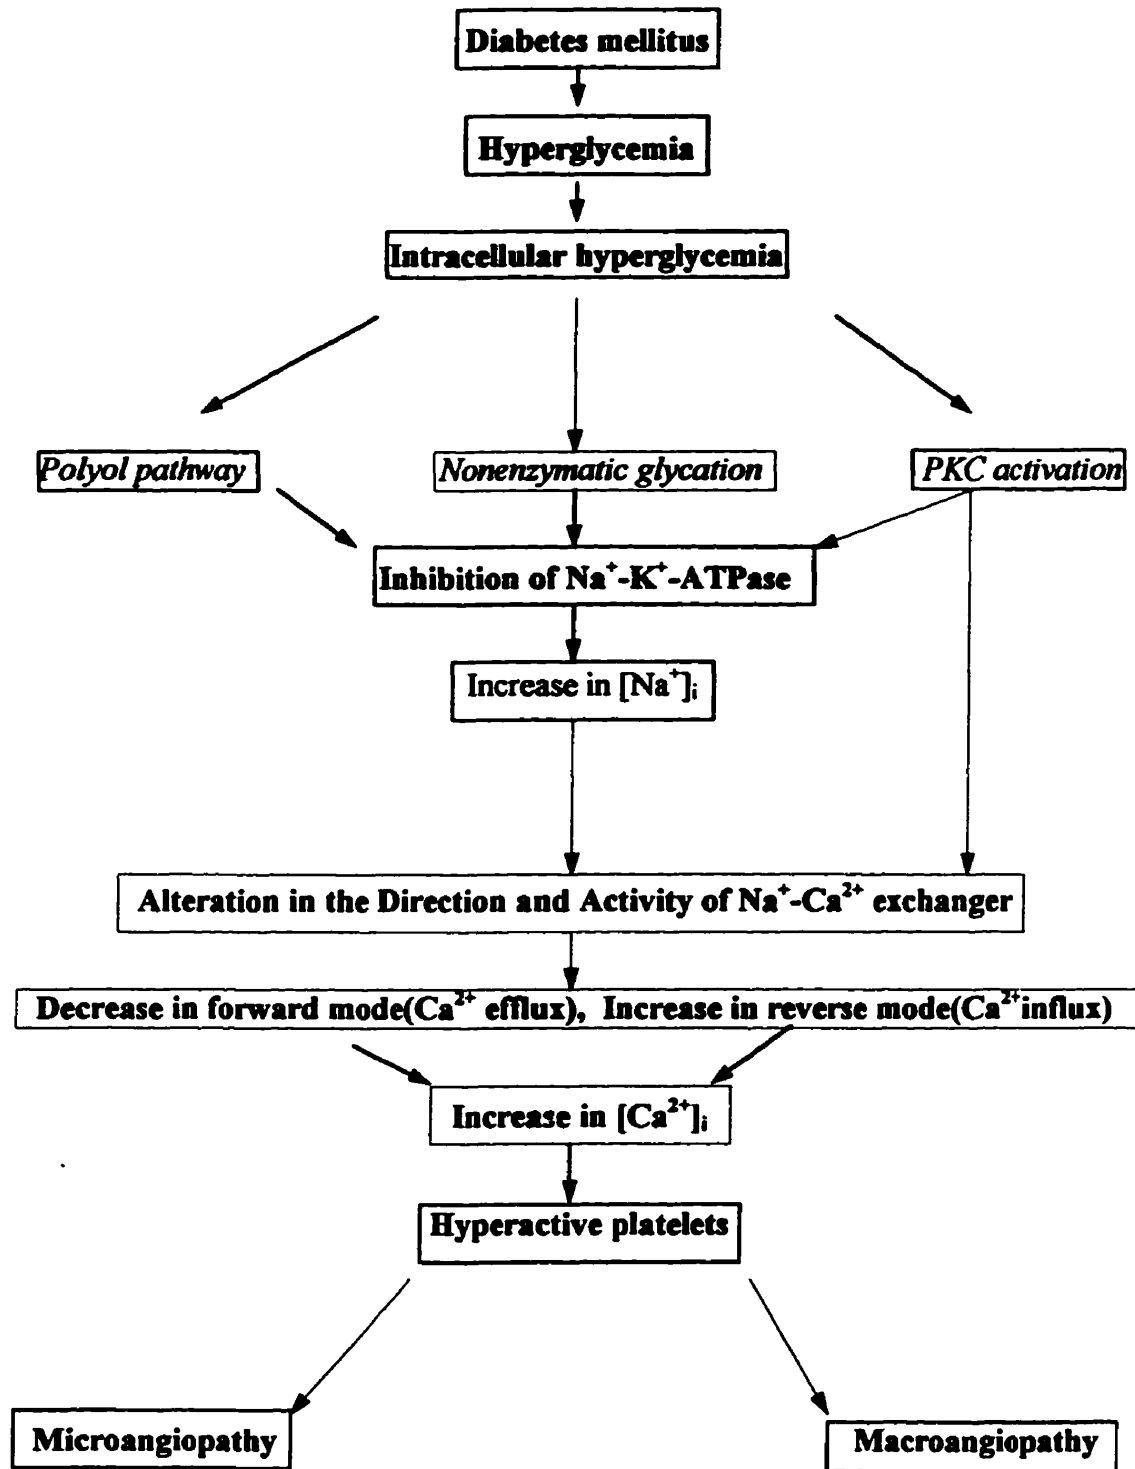 Diabetes mellitus
Hyperglycemia
Intracellular hyperglycemia
Polyol pathway
Nonenzymatic glycation
PKC activation
Inhibition of Na⁺-K⁺-ATPase
Increase in [Na⁺]ᵢ
Alteration in the Direction and Activity of Na⁺-Ca²⁺ exchanger
Decrease in forward mode(Ca²⁺ efflux), Increase in reverse mode(Ca²⁺influx)
Increase in [Ca²⁺]ᵢ
Hyperactive platelets
Microangiopathy
Macroangiopathy